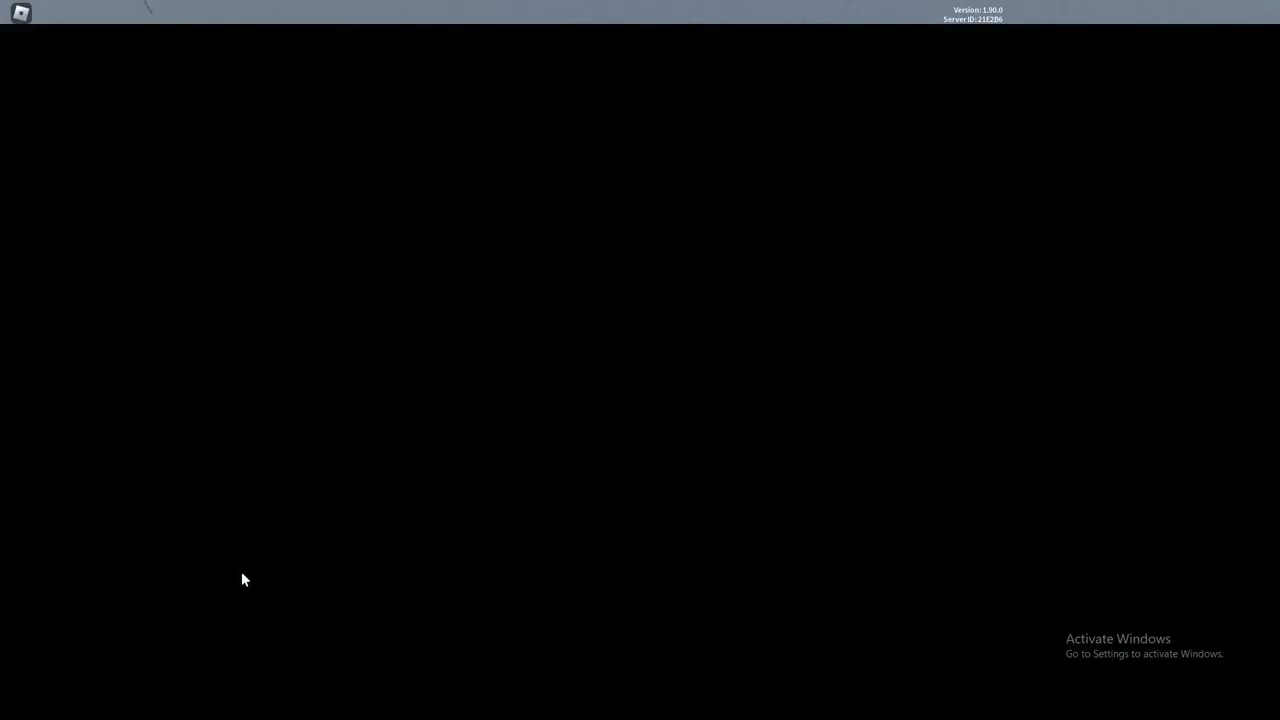 Version: 1.90.0
Server ID: 21E2B6
Activate Windows
Go to Settings to activate Windows.